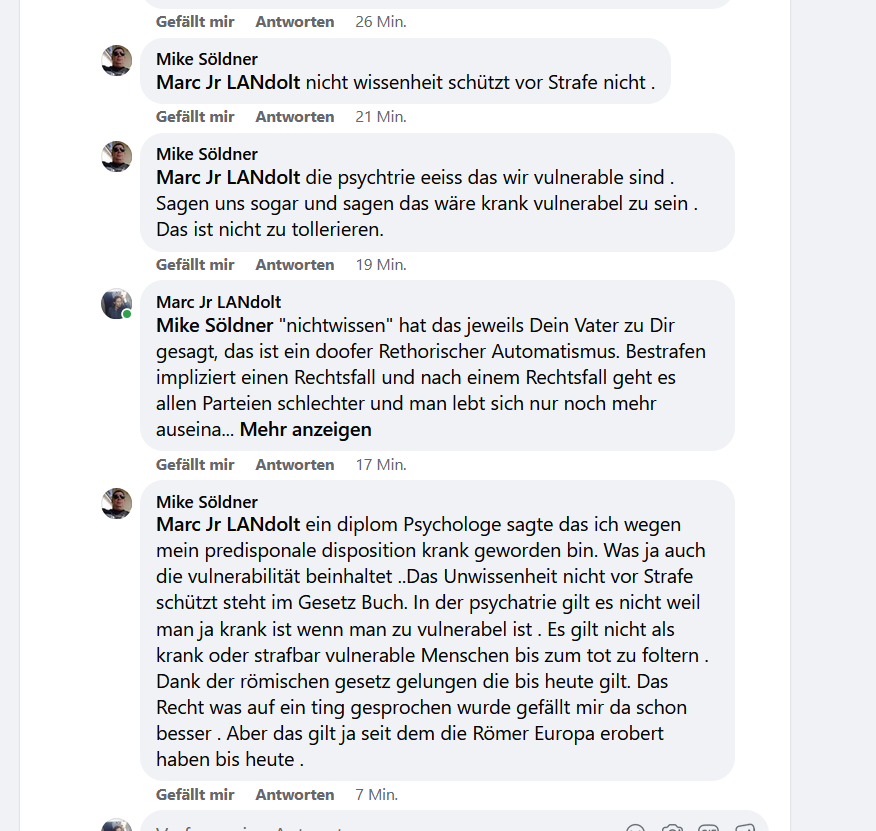 Gefällt mir Antworten 26 Min.
Mike Söldner
Marc Jr LANdolt nicht wissenheit schützt vor Strafe nicht .
Gefällt mir Antworten 21 Min.
Mike Söldner
Marc Jr LANdolt die psychtrie eeiss das wir vulnerable sind .
Sagen uns sogar und sagen das wäre krank vulnerabel zu sein .
Das ist nicht zu tollerieren.
Gefällt mir Antworten 19 Min.
Marc Jr LANdolt
Mike Söldner "nichtwissen" hat das jeweils Dein Vater zu Dir
gesagt, das ist ein doofer Rethorischer Automatismus. Bestrafen
impliziert einen Rechtsfall und nach einem Rechtsfall geht es
allen Parteien schlechter und man lebt sich nur noch mehr
auseina... Mehr anzeigen
Gefällt mir Antworten 17 Min.
Mike Söldner
Marc Jr LANdolt ein diplom Psychologe sagte das ich wegen
mein predisponale disposition krank geworden bin. Was ja auch
die vulnerabilität beinhaltet ..Das Unwissenheit nicht vor Strafe
schützt steht im Gesetz Buch. In der psychatrie gilt es nicht weil
man ja krank ist wenn man zu vulnerabel ist . Es gilt nicht als
krank oder strafbar vulnerable Menschen bis zum tot zu foltern .
Dank der römischen gesetz gelungen die bis heute gilt. Das
Recht was auf ein ting gesprochen wurde gefällt mir da schon
besser . Aber das gilt ja seit dem die Römer Europa erobert
haben bis heute .
Gefällt mir Antworten 7 Min.